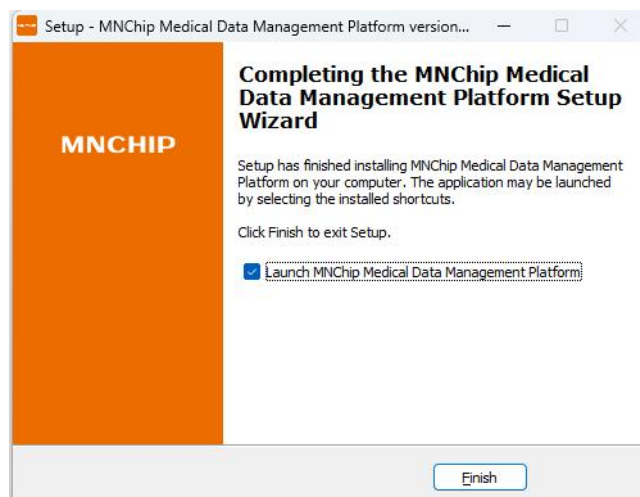 Setup - MNChip Medical Data Management Platform version...
MNCHIP
Completing the MNChip Medical
Data Management Platform Setup
Wizard
Setup has finished installing MNChip Medical Data Management
Platform on your computer. The application may be launched
by selecting the installed shortcuts.
Click Finish to exit Setup.
Launch MNChip Medical Data Management Platform
Finish